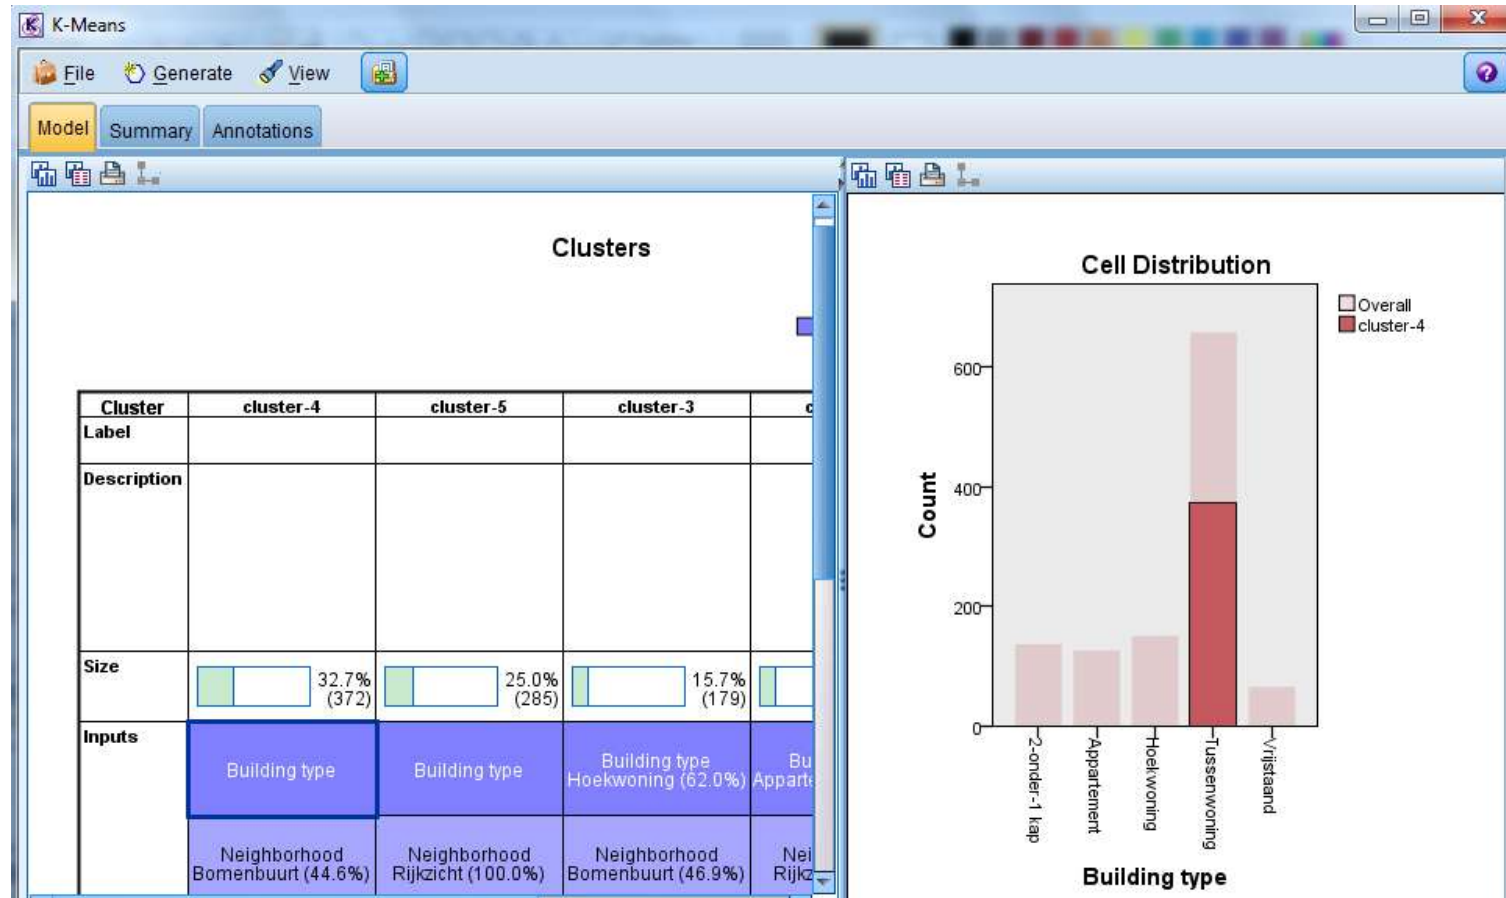 K-Means
File Generate View
Model Summary Annotations
Clusters
Cluster cluster-4 cluster-5 cluster-3
Label
Description
Size 32.7% 25.0% 15.7%
(372) (285) (179)
Inputs
Building type Building type Building type
Hoekwoning (62.0%)
Neighborhood Neighborhood Neighborhood
Bomenbuurt (44.6%) Rijkzicht (100.0%) Bomenbuurt (46.9%)
Cell Distribution
Overall
cluster-4
Count
600
400
200
0
2-onder-1 kap
Appartement
Hoekwoning
Tussenwoning
Vrijstaand
Building type